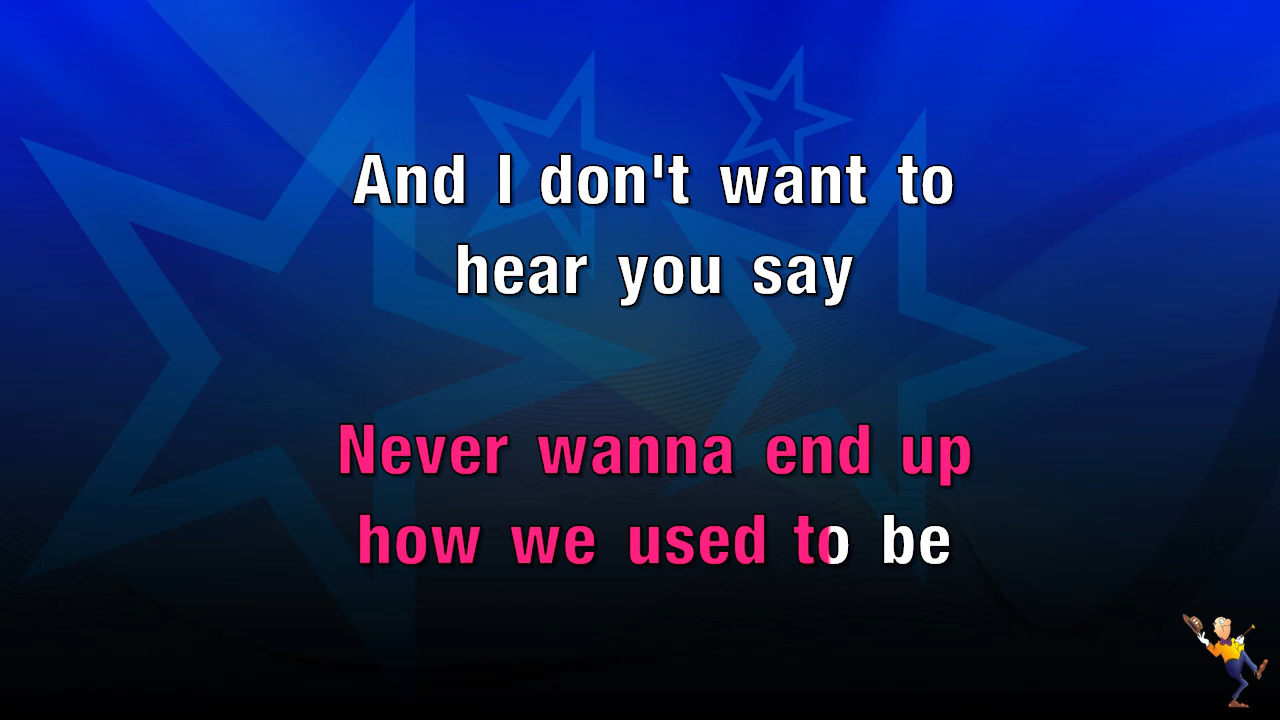 And I don't want to
hear you say
Never wanna end up
how we used to be